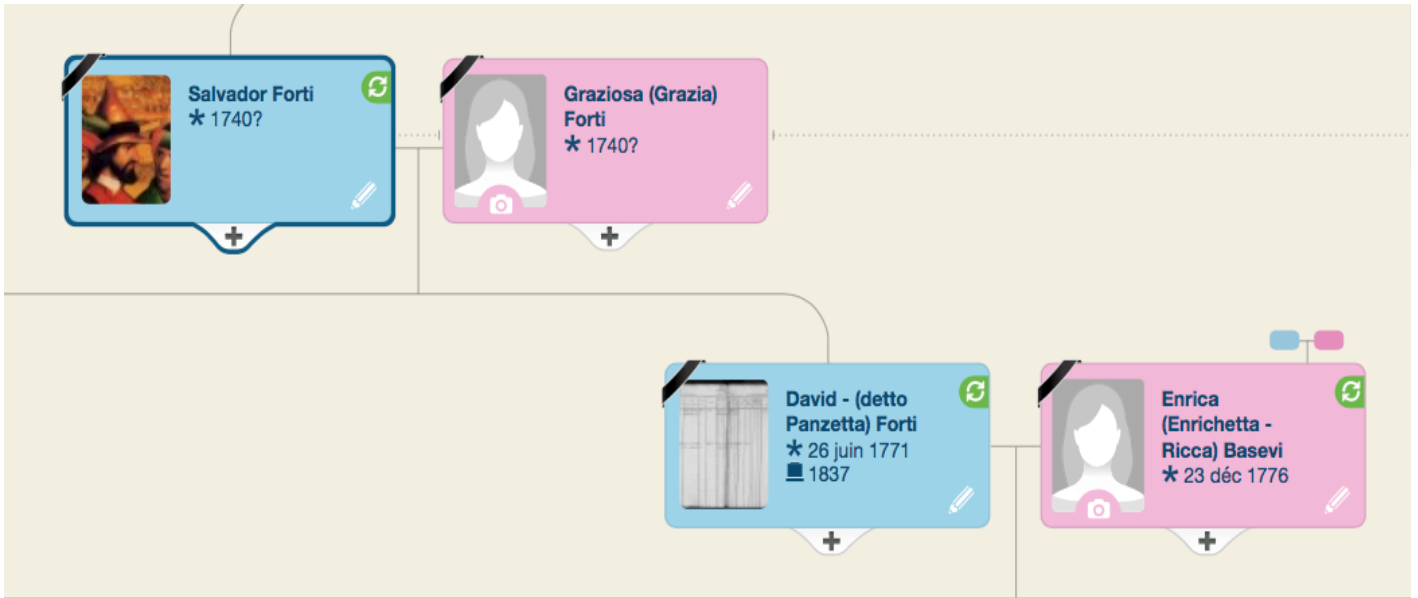 Salvador Forti
* 1740?
Graziosa (Grazia)
Forti
* 1740?
David - (detto
Panzetta) Forti
* 26 juin 1771
1837
Enrica
(Enrichetta -
Ricca) Basevi
* 23 déc 1776